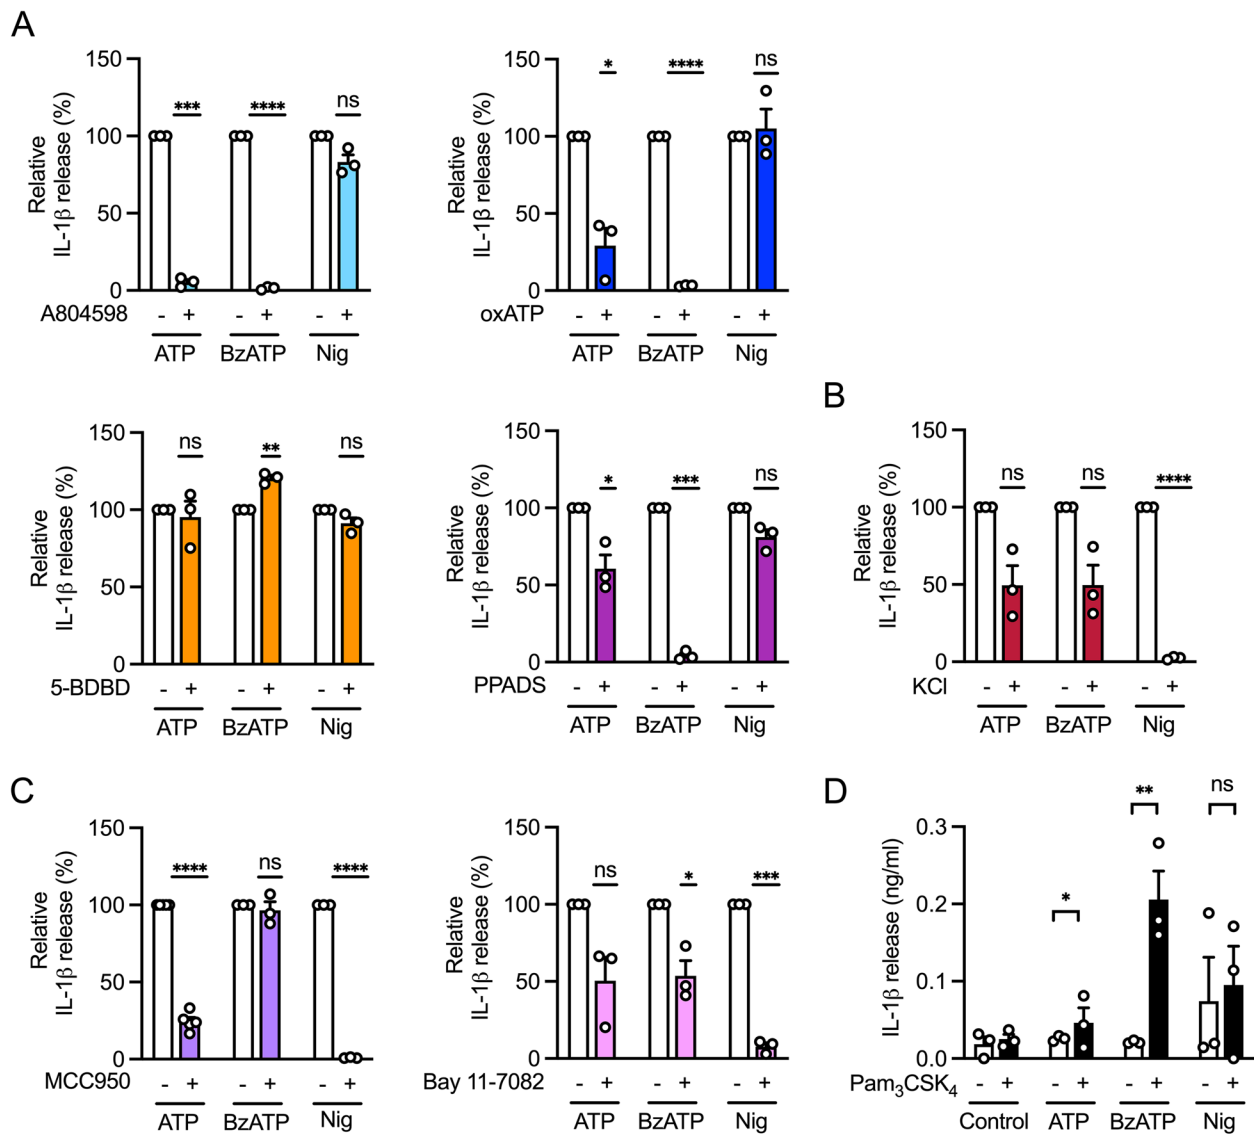 A
Relative
IL-1β release (%)
150
100
50
0
*** **** ns
A804598 - + - + - +
ATP BzATP Nig
Relative
IL-1β release (%)
150
100
50
0
* **** ns
oxATP - + - + - +
ATP BzATP Nig
Relative
IL-1β release (%)
150
100
50
0
ns ** ns
5-BDBD - + - + - +
ATP BzATP Nig
Relative
IL-1β release (%)
150
100
50
0
* *** ns
PPADS - + - + - +
ATP BzATP Nig
B
Relative
IL-1β release (%)
150
100
50
0
ns ns ****
KCl - + - + - +
ATP BzATP Nig
C
Relative
IL-1β release (%)
150
100
50
0
**** ns ****
MCC950 - + - + - +
ATP BzATP Nig
Relative
IL-1β release (%)
150
100
50
0
ns * ***
Bay 11-7082 - + - + - +
ATP BzATP Nig
D
IL-1β release (ng/ml)
0.3
0.2
0.1
0.0
* ** ns
Pam₃CSK₄ - + - + - + - +
Control ATP BzATP Nig